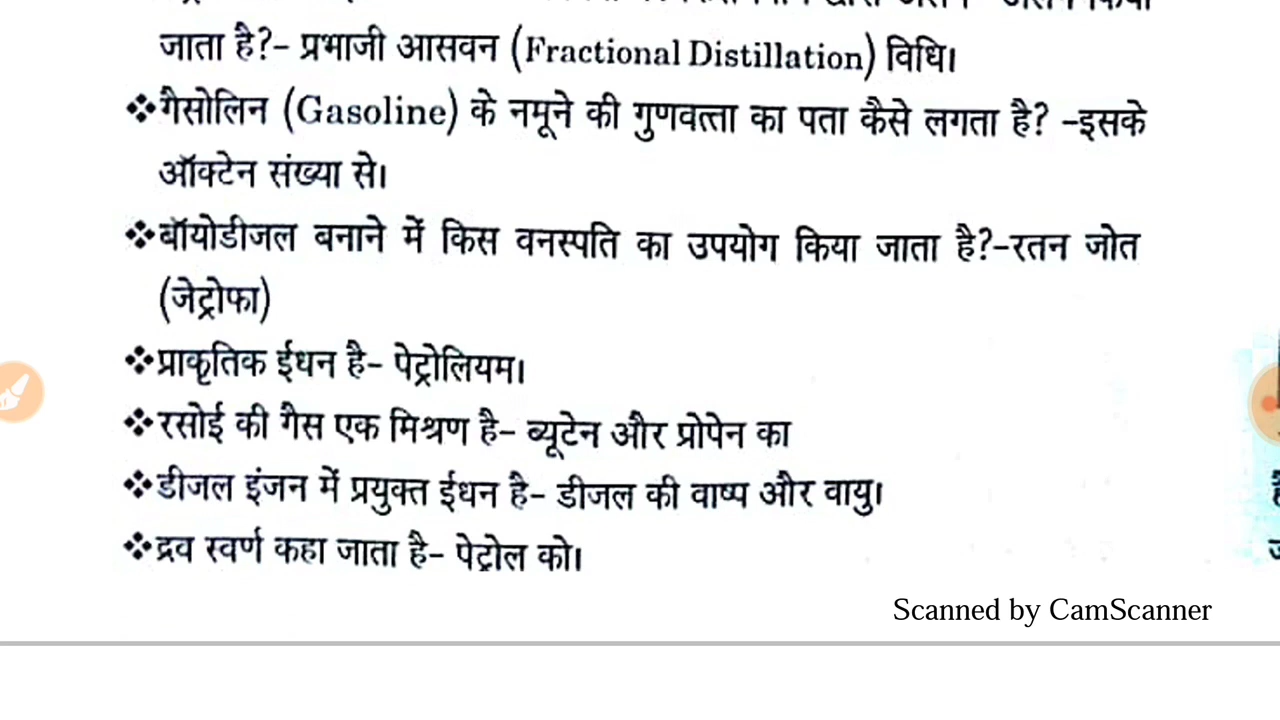 जाता है?– प्रभाजी आसवन (Fractional Distillation) विधि।
❖गैसोलिन (Gasoline) के नमूने की गुणवत्ता का पता कैसे लगता है? –इसके
ऑक्टेन संख्या से।
❖बॉयोडीजल बनाने में किस वनस्पति का उपयोग किया जाता है?–रतन जोत
(जेट्रोफा)
❖प्राकृतिक ईधन है– पेट्रोलियम।
❖रसोई की गैस एक मिश्रण है– ब्यूटेन और प्रोपेन का
❖डीजल इंजन में प्रयुक्त ईधन है– डीजल की वाष्प और वायु।
❖द्रव स्वर्ण कहा जाता है– पेट्रोल को।
Scanned by CamScanner